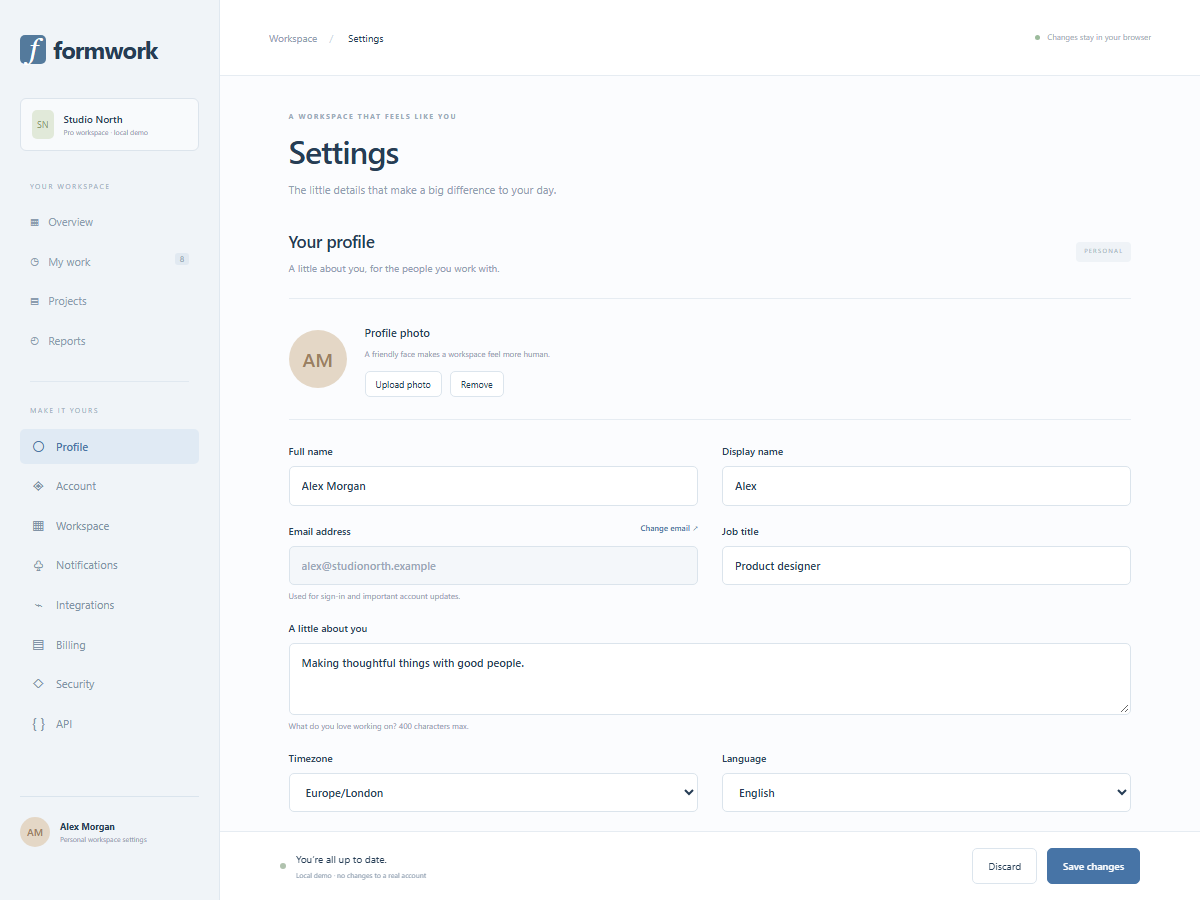 formwork
Workspace / Settings
Changes stay in your browser
SN
Studio North
Pro workspace · local demo
YOUR WORKSPACE
Overview
My work
8
Projects
Reports
MAKE IT YOURS
Profile
Account
Workspace
Notifications
Integrations
Billing
Security
{ } API
AM
Alex Morgan
Personal workspace settings
A WORKSPACE THAT FEELS LIKE YOU
Settings
The little details that make a big difference to your day.
Your profile
A little about you, for the people you work with.
PERSONAL
AM
Profile photo
A friendly face makes a workspace feel more human.
Upload photo
Remove
Full name
Alex Morgan
Display name
Alex
Email address
Change email ↗
alex@studionorth.example
Used for sign-in and important account updates.
Job title
Product designer
A little about you
Making thoughtful things with good people.
What do you love working on? 400 characters max.
Timezone
Europe/London
Language
English
You're all up to date.
Local demo · no changes to a real account
Discard
Save changes